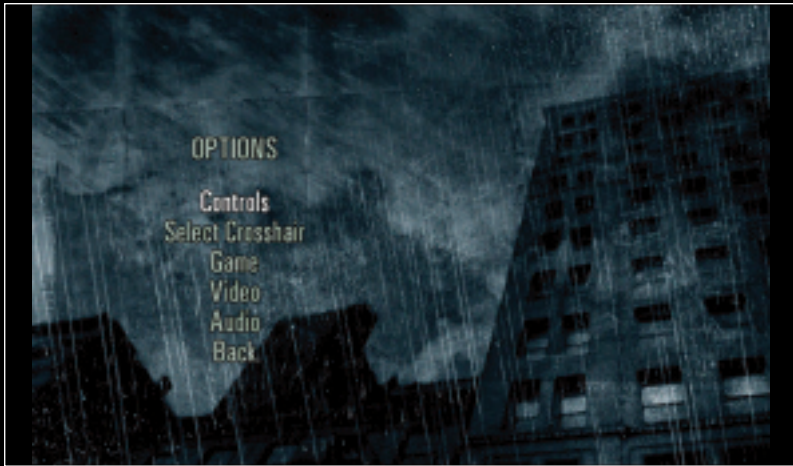 OPTIONS
Controls
Select Crosshair
Game
Video
Audio
Back